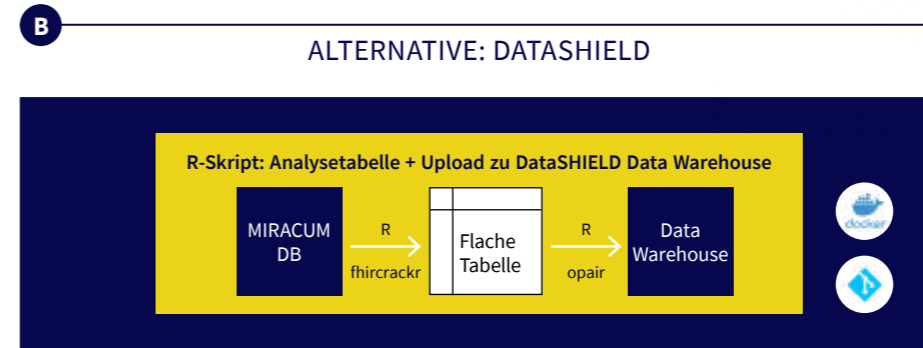 B
ALTERNATIVE: DATASHIELD
R-Skript: Analysetabelle + Upload zu DataSHIELD Data Warehouse
MIRACUM
DB
R
fhircrackr
Flache
Tabelle
R
opair
Data
Warehouse
docker